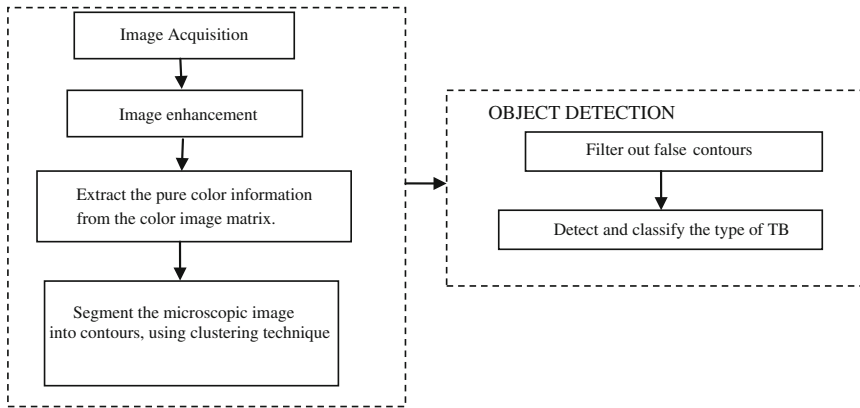 Image Acquisition
Image enhancement
Extract the pure color information
from the color image matrix.
Segment the microscopic image
into contours, using clustering technique
OBJECT DETECTION
Filter out false contours
Detect and classify the type of TB